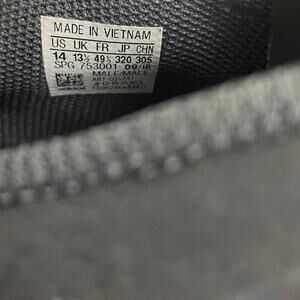 MADE IN VIETNAM
US UK FR JP CHN
14 13½ 49⅓ 320 305
SPG 753001 09/18
MALE/MALE